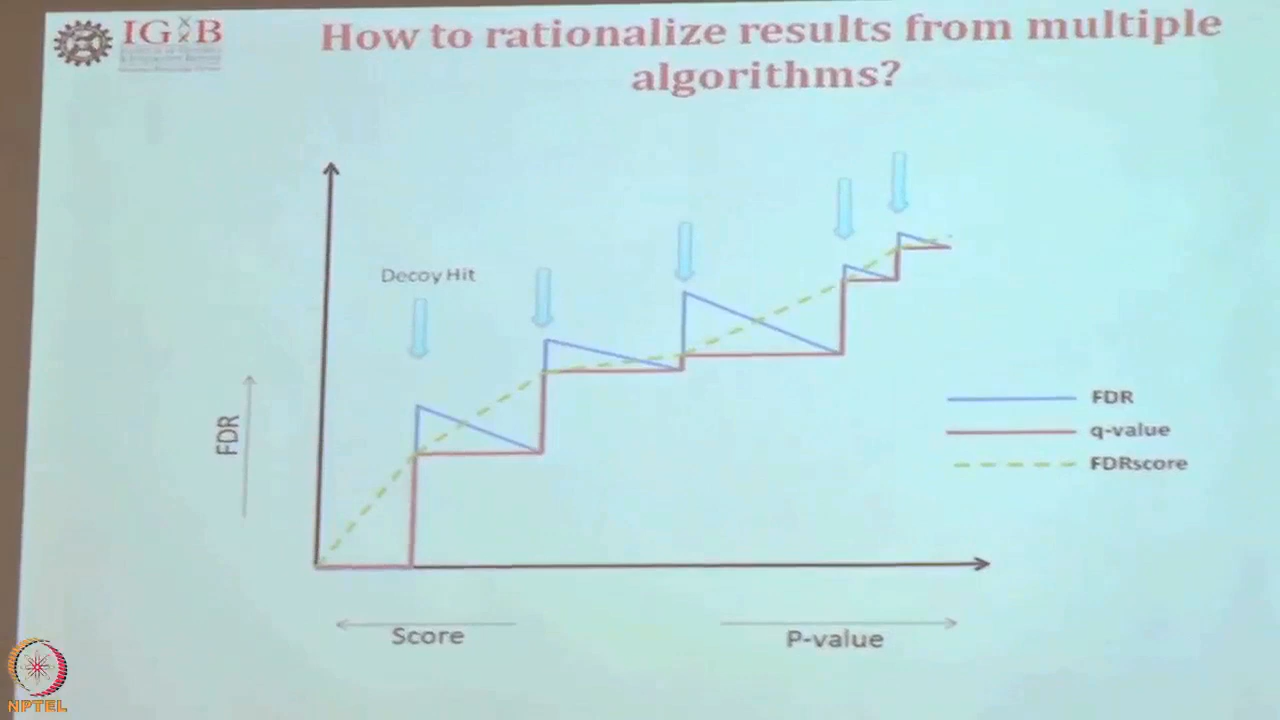 IGIB
How to rationalize results from multiple
algorithms?
Decoy Hit
FDR
FDR
q-value
FDRscore
Score
P-value
NPTEL